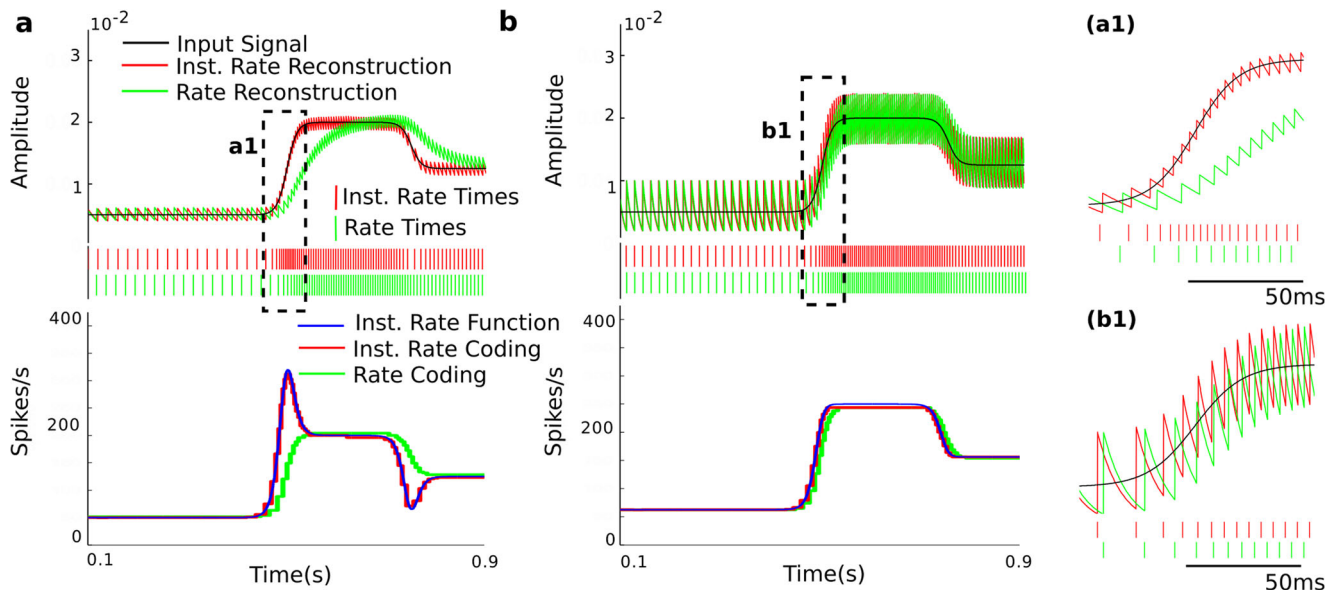 a
10-2
Input Signal
Inst. Rate Reconstruction
Rate Reconstruction
Amplitude
3
2
1
a1
Inst. Rate Times
Rate Times
Inst. Rate Function
Inst. Rate Coding
Rate Coding
Spikes/s
400
200
0
0.1
0.9
Time(s)
b
10-2
Amplitude
3
2
1
b1
Spikes/s
400
200
0
0.1
0.9
Time(s)
(a1)
50ms
(b1)
50ms